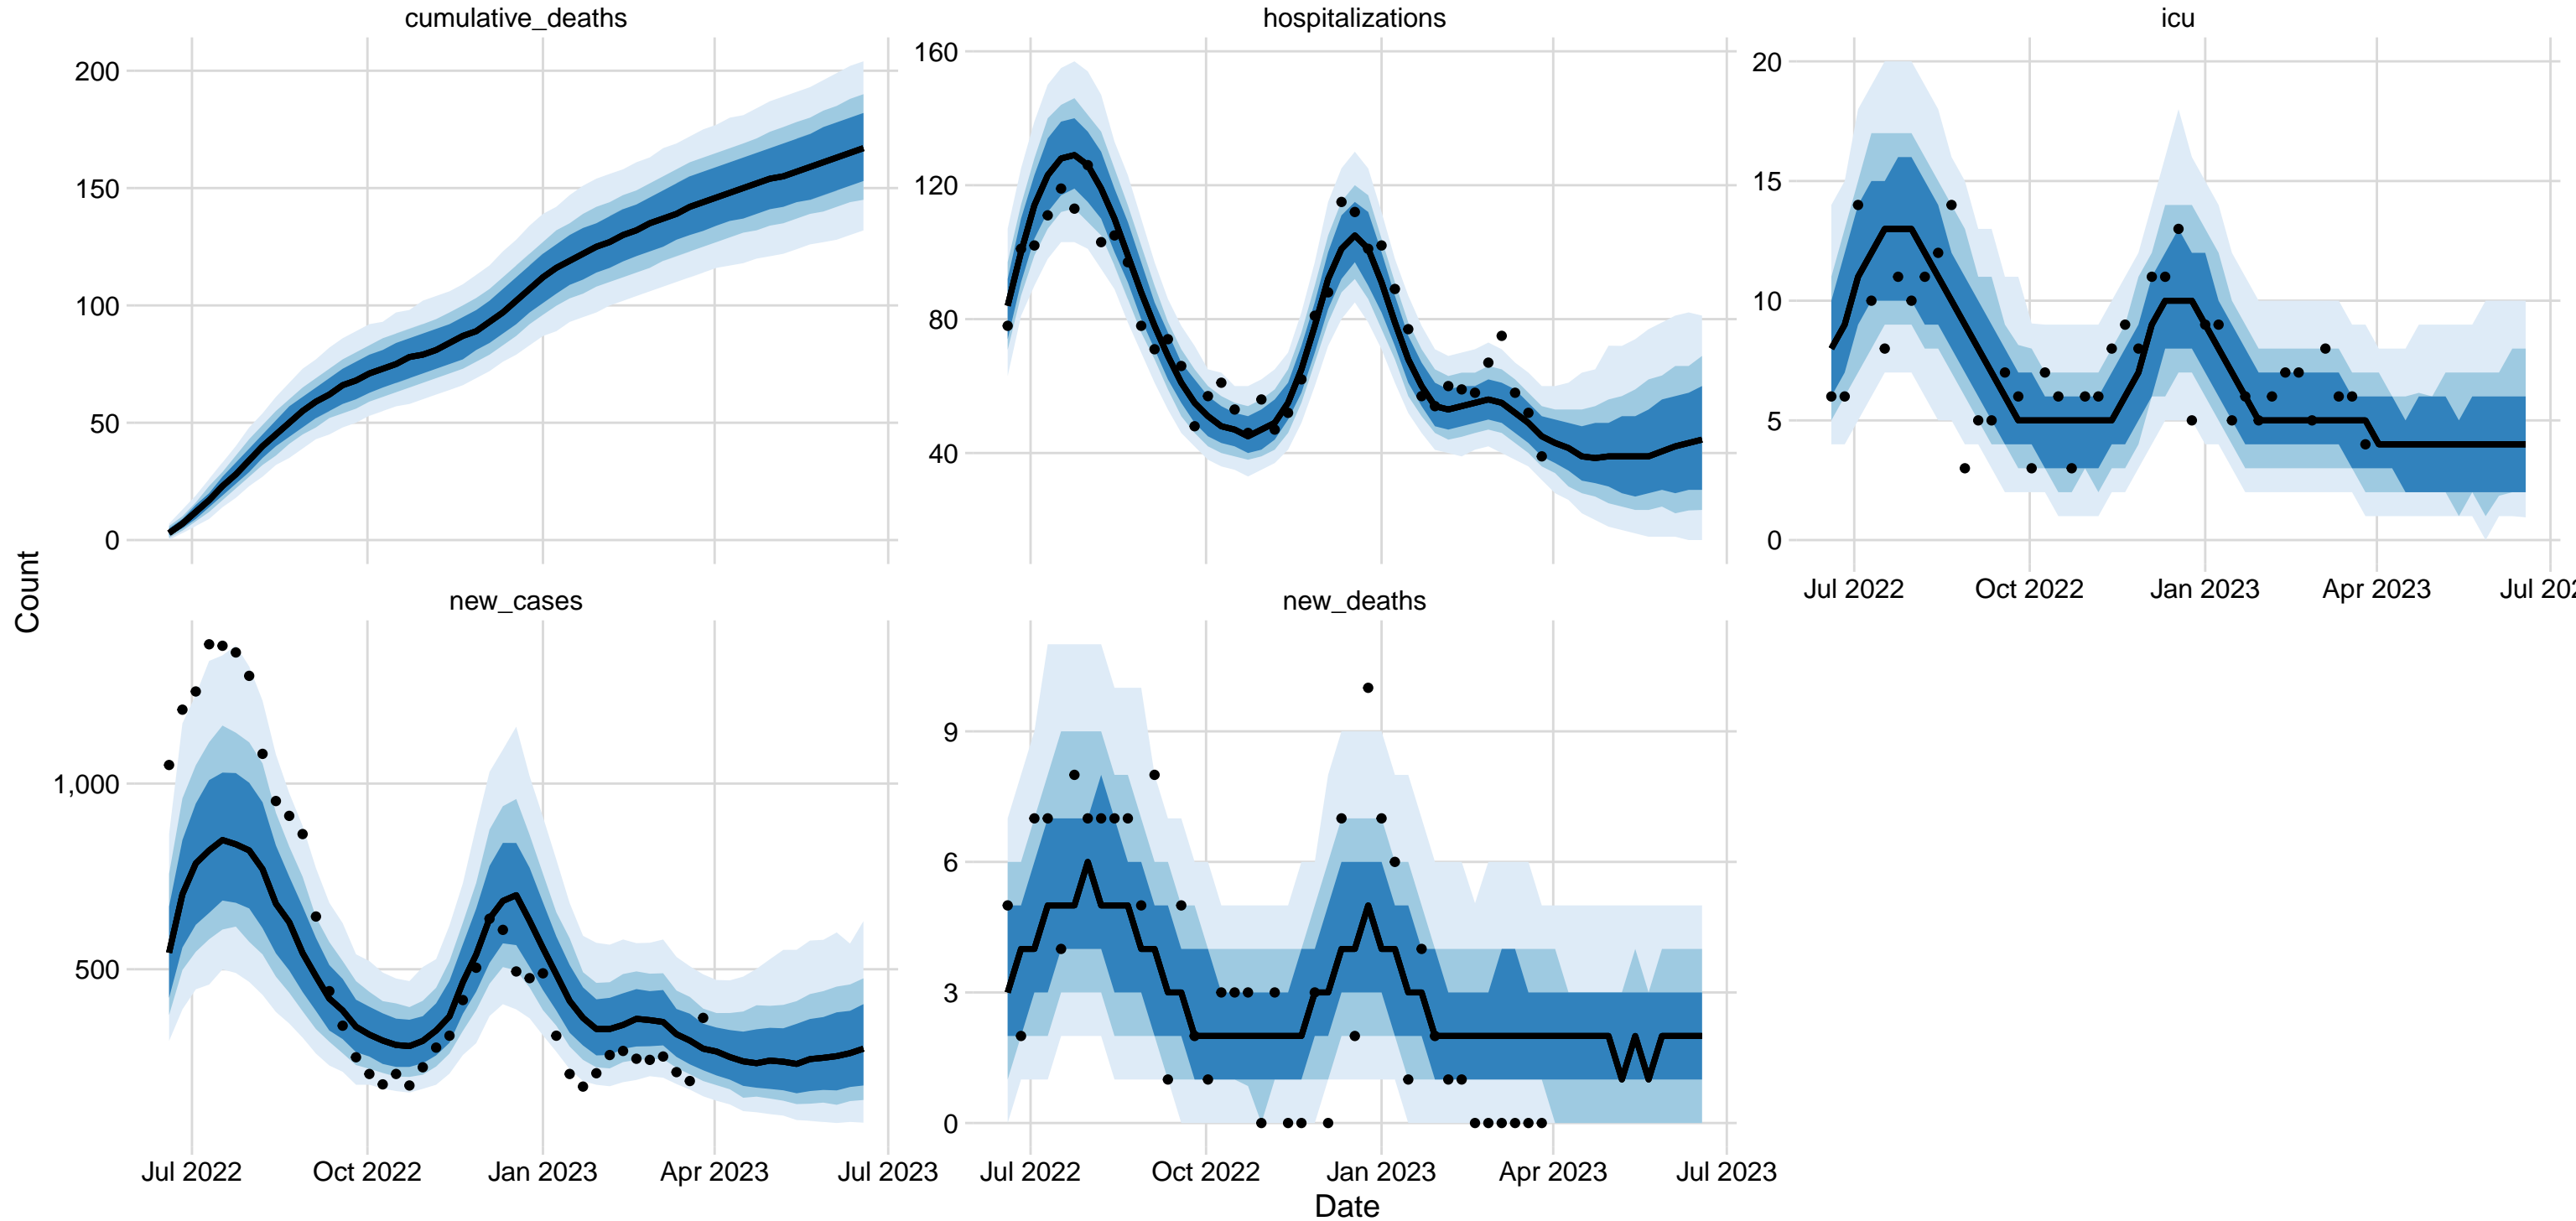 cumulative_deaths
hospitalizations
icu
200
150
100
50
0
160
120
80
40
20
15
10
5
0
Jul 2022
Oct 2022
Jan 2023
Apr 2023
Jul 202
Count
new_cases
new_deaths
1,000
500
9
6
3
0
Jul 2022
Oct 2022
Jan 2023
Apr 2023
Jul 2023
Jul 2022
Oct 2022
Jan 2023
Apr 2023
Jul 2023
Date